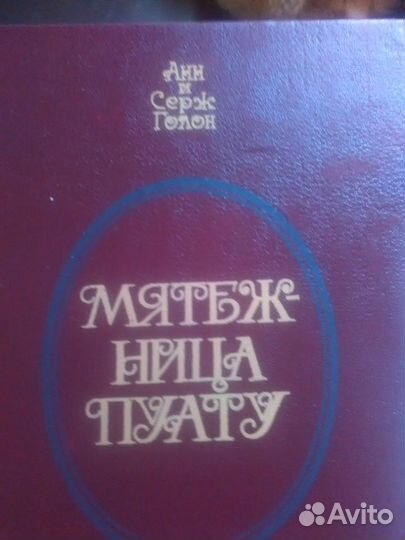 Анн
и
Серж
Голон
МЯТЕЖ-
НИЦА
ПУАТУ
Avito